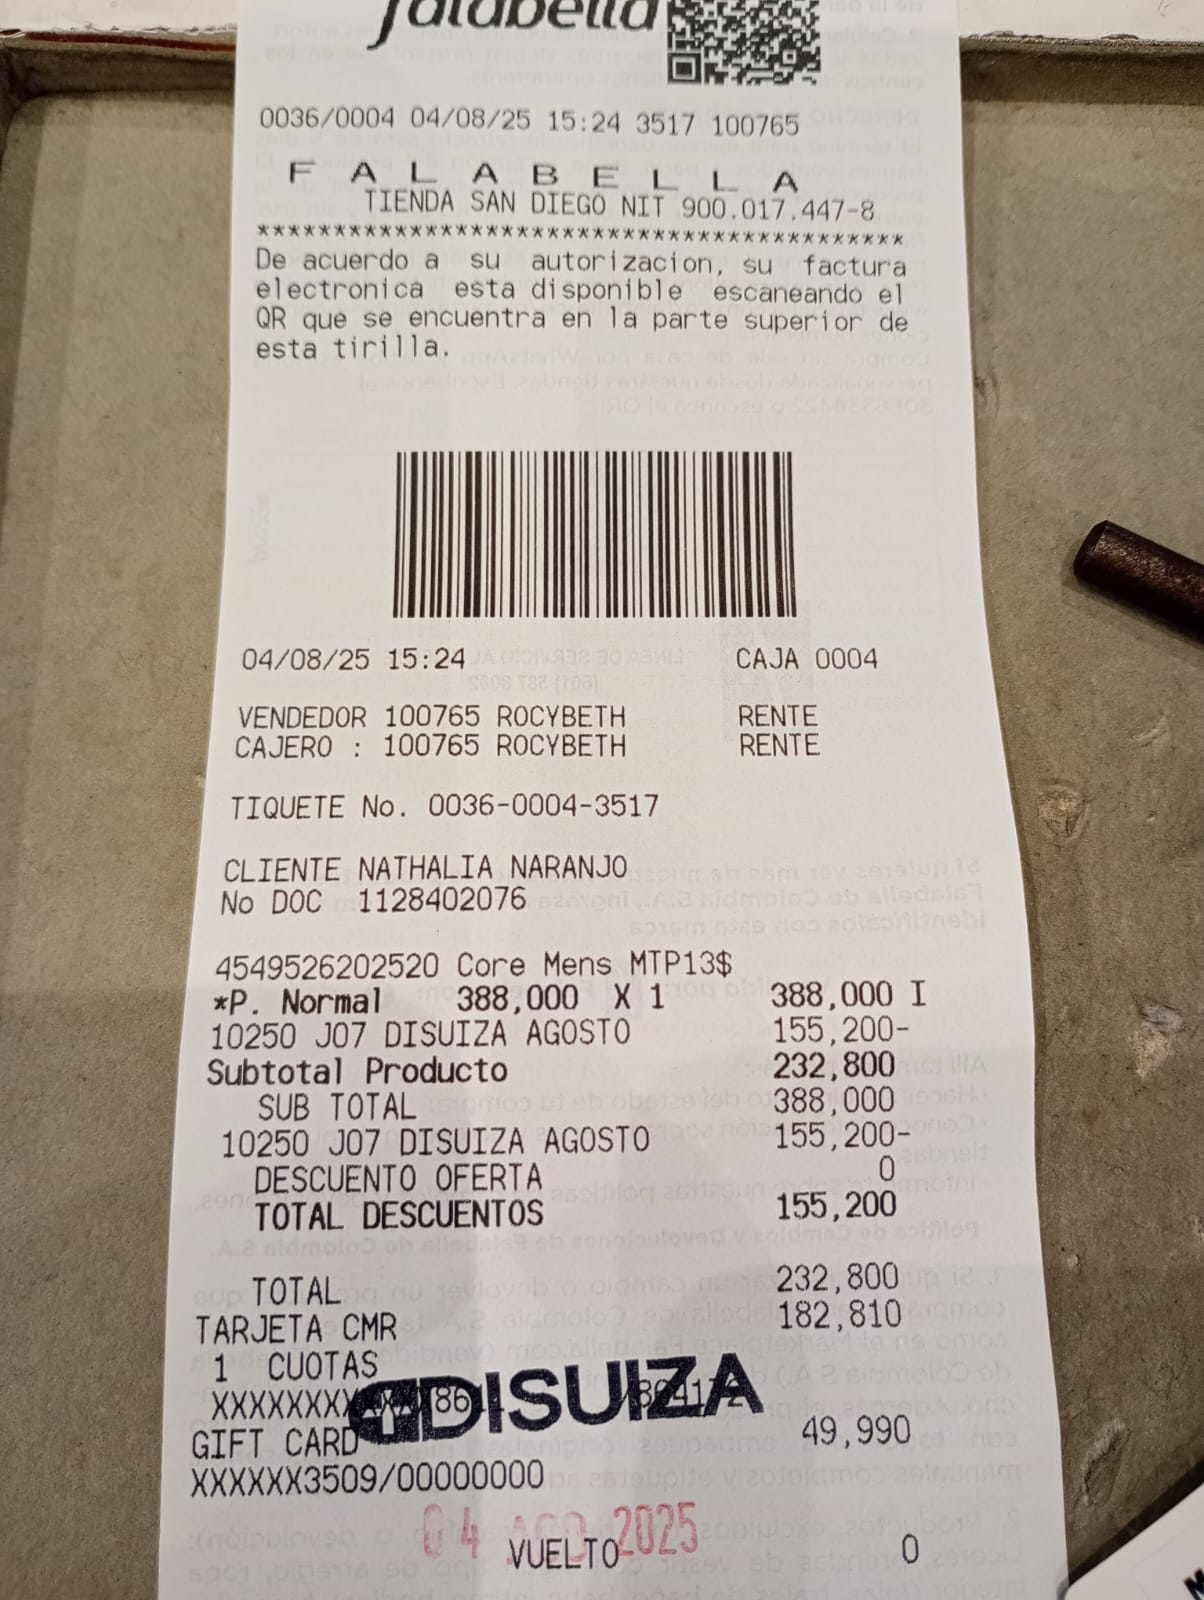 falabella
0036/0004 04/08/25 15:24 3517 100765
F A L A B E L L A
TIENDA SAN DIEGO NIT 900.017.447-8
******************************************
De acuerdo a su autorizacion, su factura
electronica esta disponible escaneando el
QR que se encuentra en la parte superior de
esta tirilla.
04/08/25 15:24 CAJA 0004
VENDEDOR 100765 ROCYBETH RENTE
CAJERO : 100765 ROCYBETH RENTE
TIQUETE No. 0036-0004-3517
CLIENTE NATHALIA NARANJO
No DOC 1128402076
4549526202520 Core Mens MTP13$
*P. Normal 388,000 X 1 388,000 I
10250 J07 DISUIZA AGOSTO 155,200-
Subtotal Producto 232,800
SUB TOTAL 388,000
10250 J07 DISUIZA AGOSTO 155,200-
DESCUENTO OFERTA 0
TOTAL DESCUENTOS 155,200
TOTAL 232,800
TARJETA CMR 182,810
1 CUOTAS
DISUIZA
GIFT CARD 49,990
XXXXXX3509/00000000
04 AGO 2025
VUELTO 0